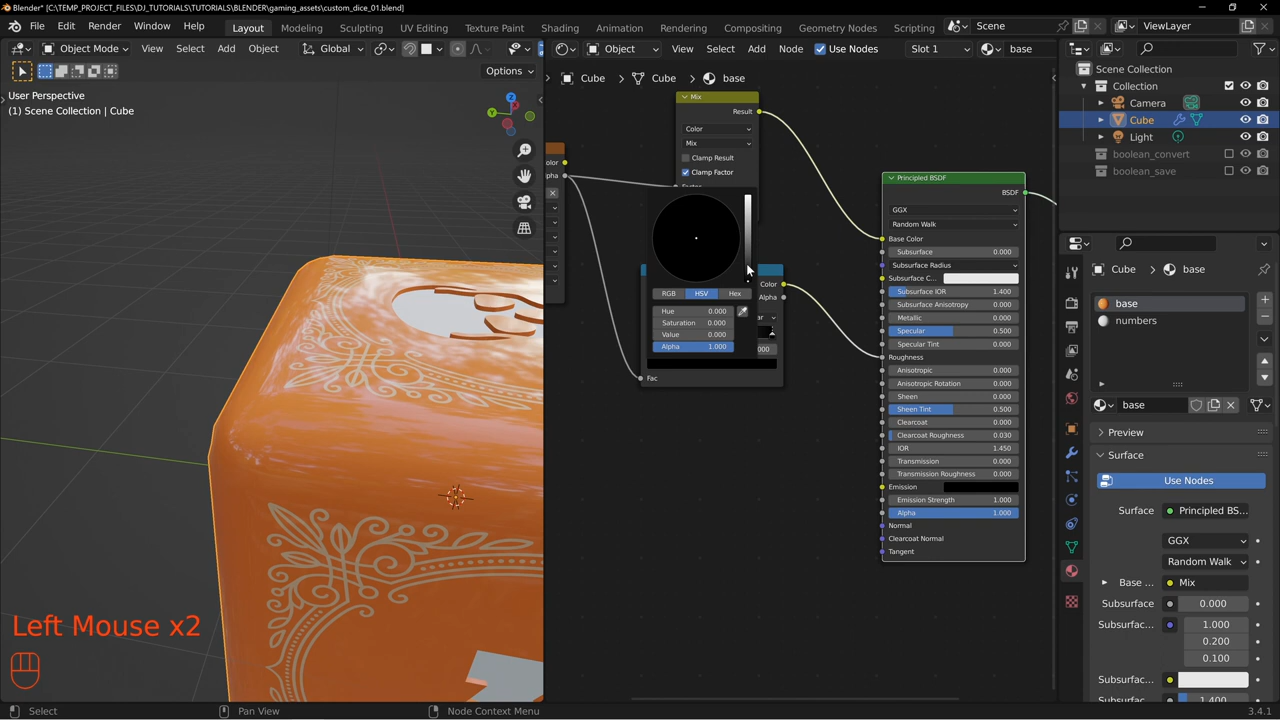 Blender* [C:\TEMP_PROJECT_FILES\DJ_TUTORIALS\TUTORIALS\BLENDER\gaming_assets\custom_dice_01.blend]
File Edit Render Window Help Layout Modeling Sculpting UV Editing Texture Paint Shading Animation Rendering Compositing Geometry Nodes Scripting Scene ViewLayer
Object Mode View Select Add Object Global Object View Select Add Node Use Nodes Slot 1 base
Options
Cube Cube base
User Perspective
(1) Scene Collection | Cube
Scene Collection
Collection
Camera
Cube
Light
boolean_convert
boolean_save
Mix
Result
Color
Mix
Clamp Result
Clamp Factor
Factor
RGB HSV Hex
Hue 0.000
Saturation 0.000
Value 0.000
Alpha 1.000
Color
Alpha
Fac
Principled BSDF
BSDF
GGX
Random Walk
Base Color
Subsurface 0.000
Subsurface Radius
Subsurface C...
Subsurface IOR 1.400
Subsurface Anisotropy 0.000
Metallic 0.000
Specular 0.500
Specular Tint 0.000
Roughness
Anisotropic 0.000
Anisotropic Rotation 0.000
Sheen 0.000
Sheen Tint 0.500
Clearcoat 0.000
Clearcoat Roughness 0.030
IOR 1.450
Transmission 0.000
Transmission Roughness 0.000
Emission
Emission Strength 1.000
Alpha 1.000
Normal
Clearcoat Normal
Tangent
Cube base
base
numbers
base
Preview
Surface
Use Nodes
Surface Principled BS...
GGX
Random Walk
Base ... Mix
Subsurface 0.000
Subsurfac... 1.000
0.200
0.100
Subsurfac...
Subsurfac... 1.400
Left Mouse x2
Select Pan View Node Context Menu 3.4.1